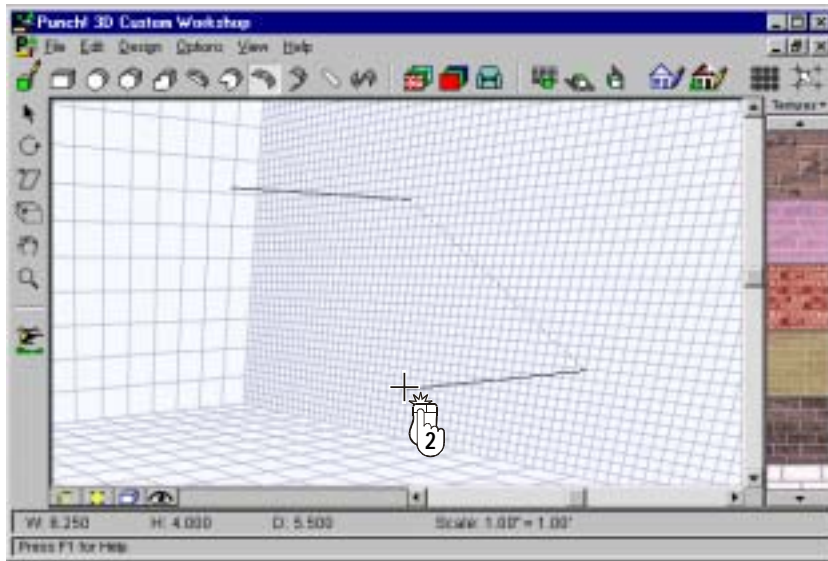 Punch! 3D Custom Workshop
File Edit Design Options View Help
Textures
2
W: 8.250 H: 4.000 D: 5.500 Scale: 1.00" = 1.00"
Press F1 for Help